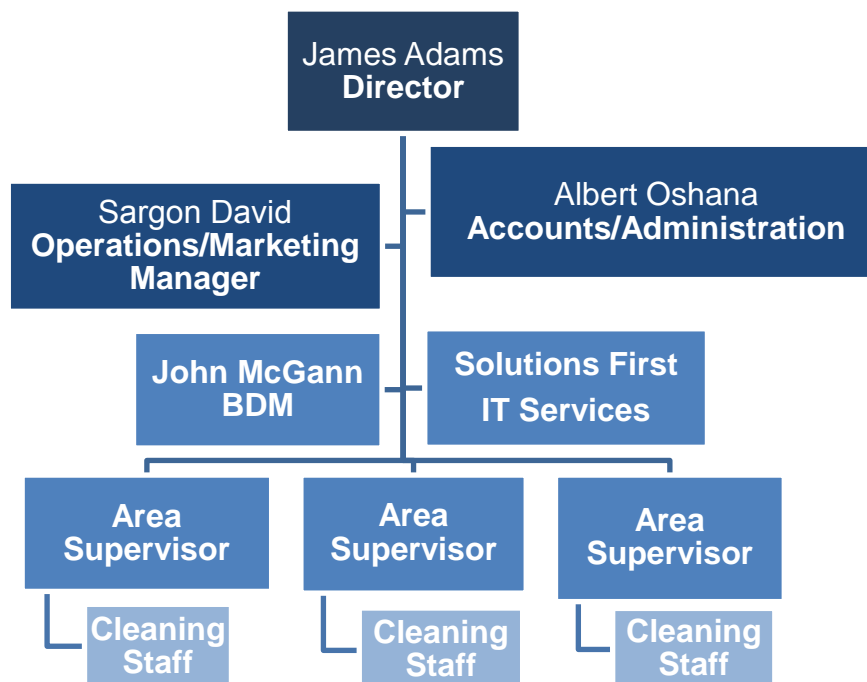 James Adams
Director
Sargon David
Operations/Marketing
Manager
Albert Oshana
Accounts/Administration
John McGann
BDM
Solutions First
IT Services
Area
Supervisor
Area
Supervisor
Area
Supervisor
Cleaning
Staff
Cleaning
Staff
Cleaning
Staff